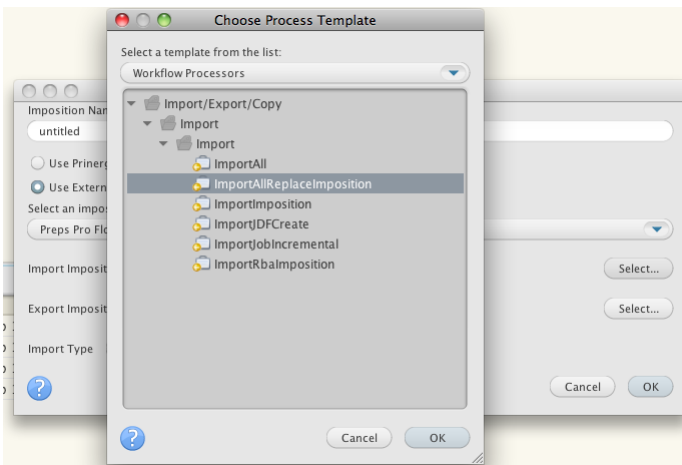 Choose Process Template
Select a template from the list:
Workflow Processors
Import/Export/Copy
Import
Import
ImportAll
ImportAllReplaceImposition
ImportImposition
ImportJDFCreate
ImportJobIncremental
ImportRbaImposition
Cancel
OK
Imposition Nam
untitled
Use Prinerg
Use Extern
Select an impos
Preps Pro Flo
Import Imposit
Select...
Export Imposit
Select...
Import Type
Cancel
OK